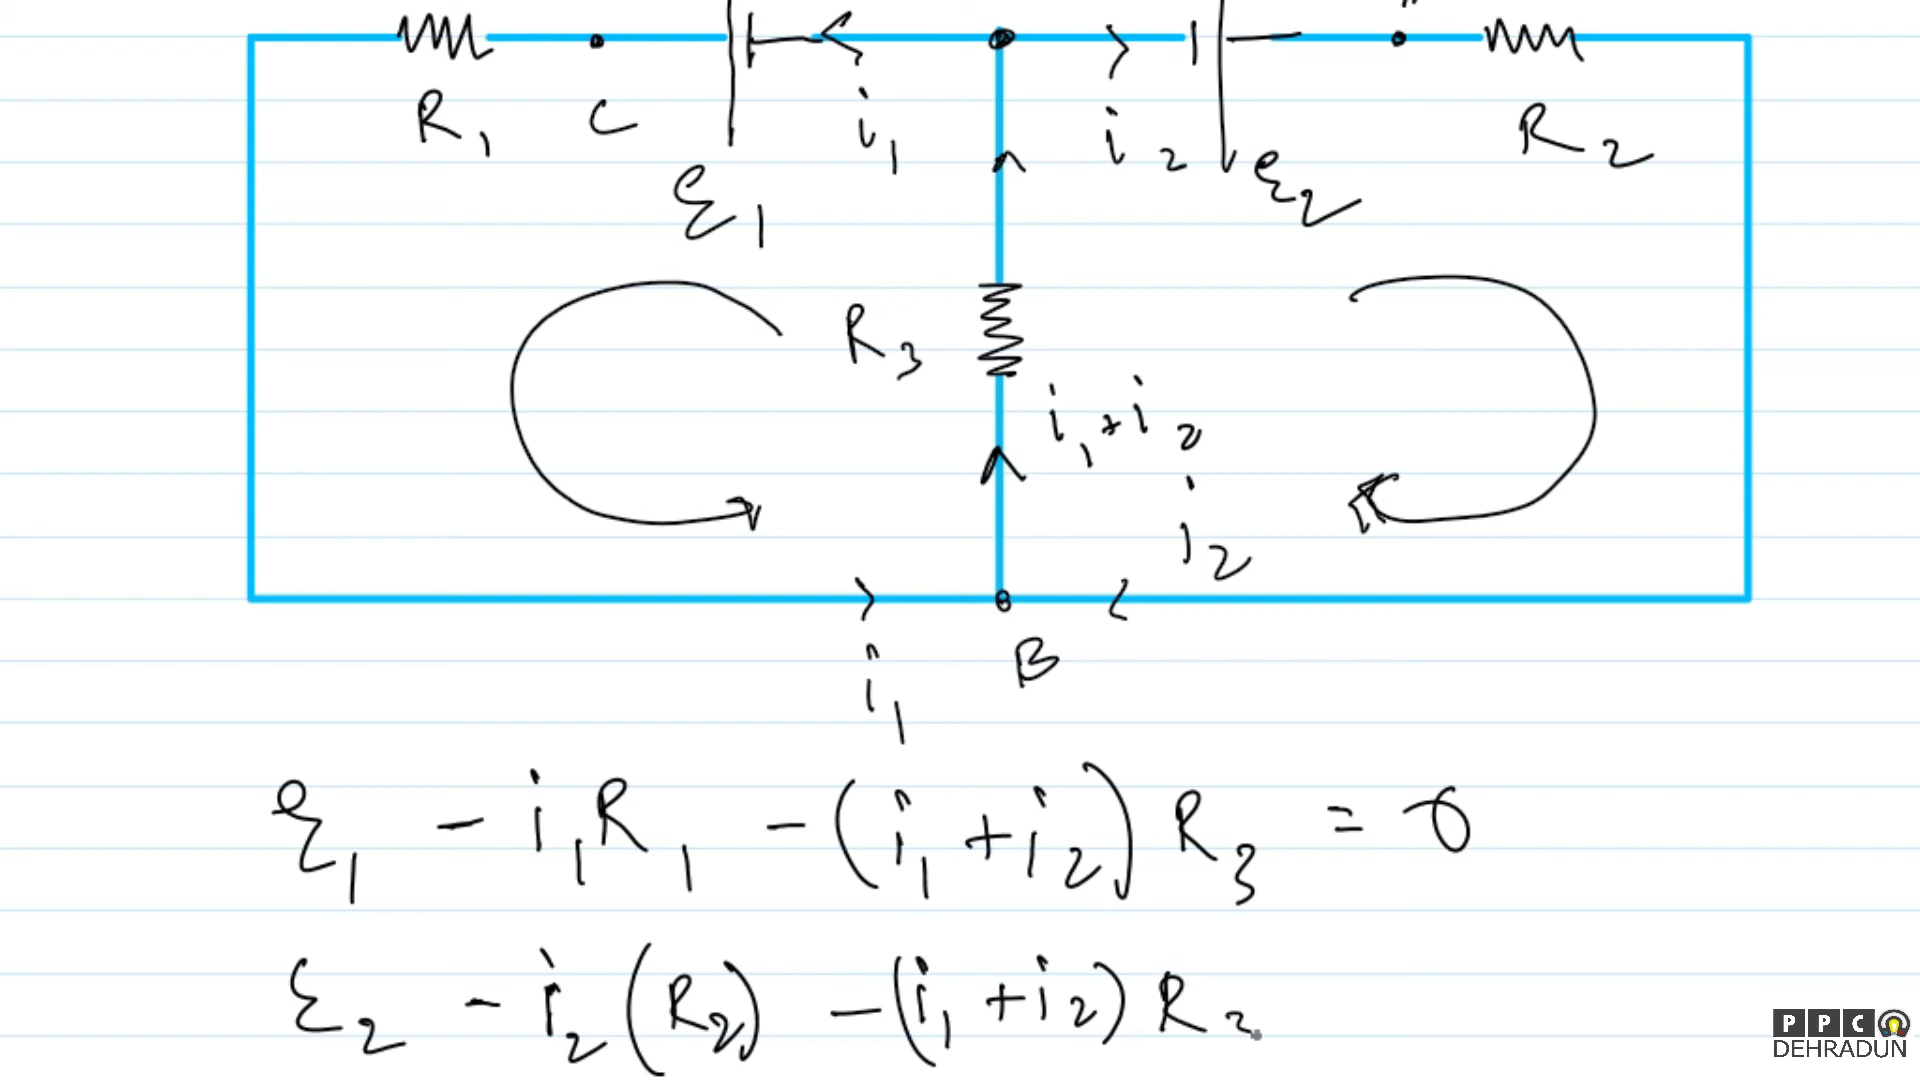 R₁ C i₁ i₂ R₂
ε₁ ε₂
R₃
i₁+i₂
i₂
B
i₁
ε₁ - i₁R₁ - (i₁ + i₂) R₃ = 0
ε₂ - i₂ (R₂) - (i₁ + i₂) R
PPC
DEHRADUN